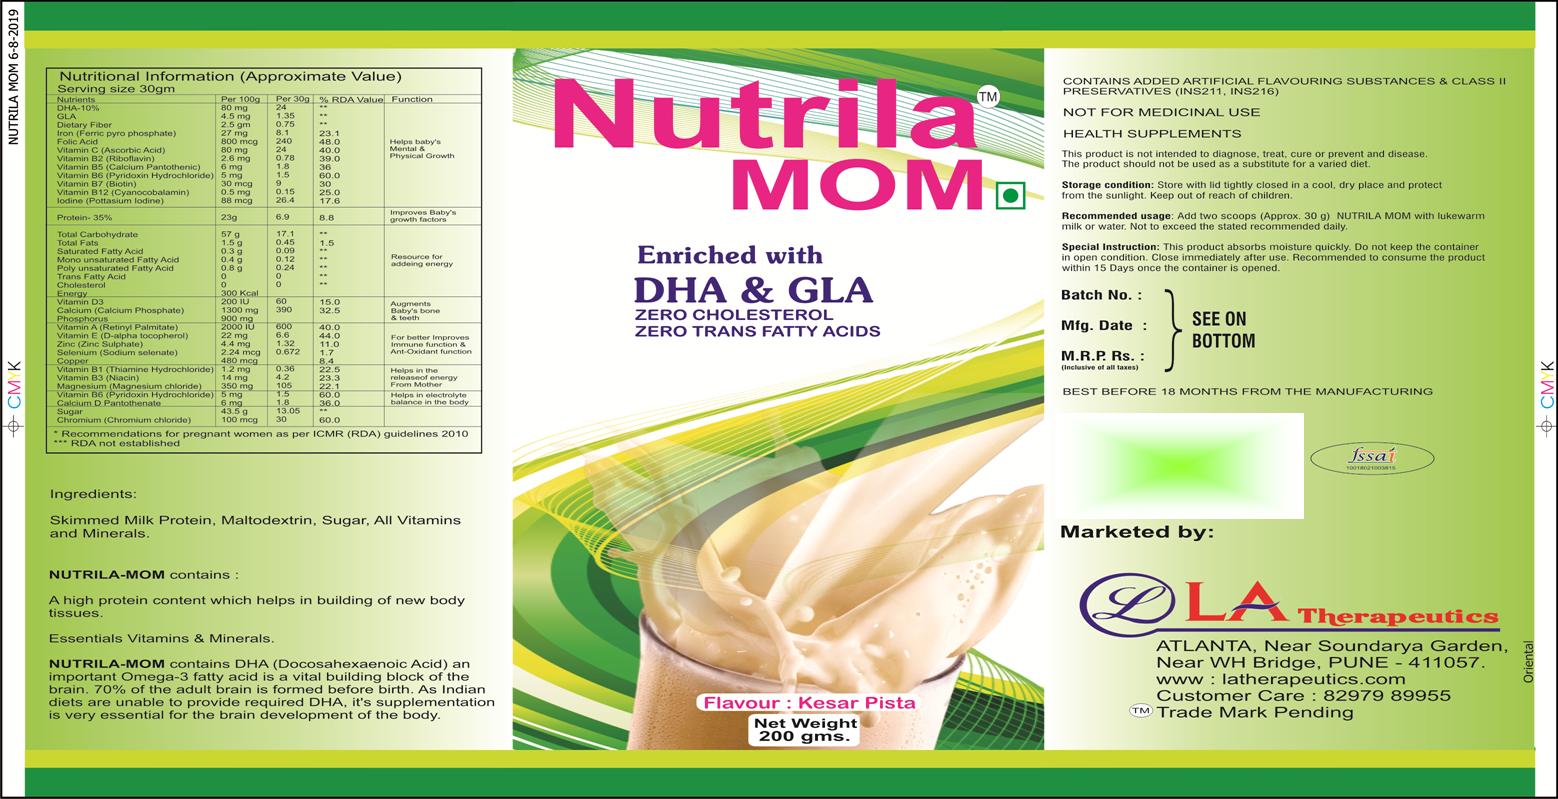 NUTRILA MOM 6-8-2019
CMYK
Nutritional Information (Approximate Value)
Serving size 30gm
Nutrients Per 100g Per 30g % RDA Value Function
DHA-10% 80 mg 24 **
GLA 4.5 mg 1.35 **
Dietary Fiber 2.5 gm 0.75 **
Iron (Ferric pyro phosphate) 27 mg 8.1 23.1
Folic Acid 800 mcg 240 48.0
Vitamin C (Ascorbic Acid) 80 mg 24 40.0
Vitamin B2 (Riboflavin) 2.6 mg 0.78 39.0
Vitamin B5 (Calcium Pantothenic) 6 mg 1.8 36
Vitamin B6 (Pyridoxin Hydrochloride) 5 mg 1.5 60.0
Vitamin B7 (Biotin) 30 mcg 9 30
Vitamin B12 (Cyanocobalamin) 0.5 mg 0.15 25.0
Iodine (Pottasium Iodine) 88 mcg 26.4 17.6
Helps baby's
Mental &
Physical Growth
Protein- 35% 23g 6.9 8.8
Improves Baby's
growth factors
Total Carbohydrate 57 g 17.1 **
Total Fats 1.5 g 0.45 1.5
Saturated Fatty Acid 0.3 g 0.09 **
Mono unsaturated Fatty Acid 0.4 g 0.12 **
Poly unsaturated Fatty Acid 0.8 g 0.24 **
Trans Fatty Acid 0 0 **
Cholesterol 0 0 **
Energy 300 Kcal
Resource for
addeing energy
Vitamin D3 200 IU 60 15.0
Calcium (Calcium Phosphate) 1300 mg 390 32.5
Phosphorus 900 mg
Augments
Baby's bone
& teeth
Vitamin A (Retinyl Palmitate) 2000 IU 600 40.0
Vitamin E (D-alpha tocopherol) 22 mg 6.6 44.0
Zinc (Zinc Sulphate) 4.4 mg 1.32 11.0
Selenium (Sodium selenate) 2.24 mcg 0.672 1.7
Copper 480 mcg 8.4
For better Improves
Immune function &
Ant-Oxidant function
Vitamin B1 (Thiamine Hydrochloride) 1.2 mg 0.36 22.5
Vitamin B3 (Niacin) 14 mg 4.2 23.3
Magnesium (Magnesium chloride) 350 mg 105 22.1
Helps in the
releaseof energy
From Mother
Vitamin B6 (Pyridoxin Hydrochloride) 5 mg 1.5 60.0
Calcium D Pantothenate 6 mg 1.8 36.0
Helps in electrolyte
balance in the body
Sugar 43.5 g 13.05 **
Chromium (Chromium chloride) 100 mcg 30 60.0
* Recommendations for pregnant women as per ICMR (RDA) guidelines 2010
*** RDA not established
Ingredients:
Skimmed Milk Protein, Maltodextrin, Sugar, All Vitamins
and Minerals.
NUTRILA-MOM contains :
A high protein content which helps in building of new body
tissues.
Essentials Vitamins & Minerals.
NUTRILA-MOM contains DHA (Docosahexaenoic Acid) an
important Omega-3 fatty acid is a vital building block of the
brain. 70% of the adult brain is formed before birth. As Indian
diets are unable to provide required DHA, it's supplementation
is very essential for the brain development of the body.
Nutrila TM
MOM
Enriched with
DHA & GLA
ZERO CHOLESTEROL
ZERO TRANS FATTY ACIDS
Flavour : Kesar Pista
Net Weight
200 gms.
CONTAINS ADDED ARTIFICIAL FLAVOURING SUBSTANCES & CLASS II
PRESERVATIVES (INS211, INS216)
NOT FOR MEDICINAL USE
HEALTH SUPPLEMENTS
This product is not intended to diagnose, treat, cure or prevent and disease.
The product should not be used as a substitute for a varied diet.
Storage condition: Store with lid tightly closed in a cool, dry place and protect
from the sunlight. Keep out of reach of children.
Recommended usage: Add two scoops (Approx. 30 g) NUTRILA MOM with lukewarm
milk or water. Not to exceed the stated recommended daily.
Special Instruction: This product absorbs moisture quickly. Do not keep the container
in open condition. Close immediately after use. Recommended to consume the product
within 15 Days once the container is opened.
Batch No. :
Mfg. Date :
M.R.P. Rs. :
(Inclusive of all taxes)
SEE ON
BOTTOM
BEST BEFORE 18 MONTHS FROM THE MANUFACTURING
fssai
10018021003815
Marketed by:
L LA Therapeutics
ATLANTA, Near Soundarya Garden,
Near WH Bridge, PUNE - 411057.
www : latherapeutics.com
Customer Care : 82979 89955
TM Trade Mark Pending
CMYK
Oriental